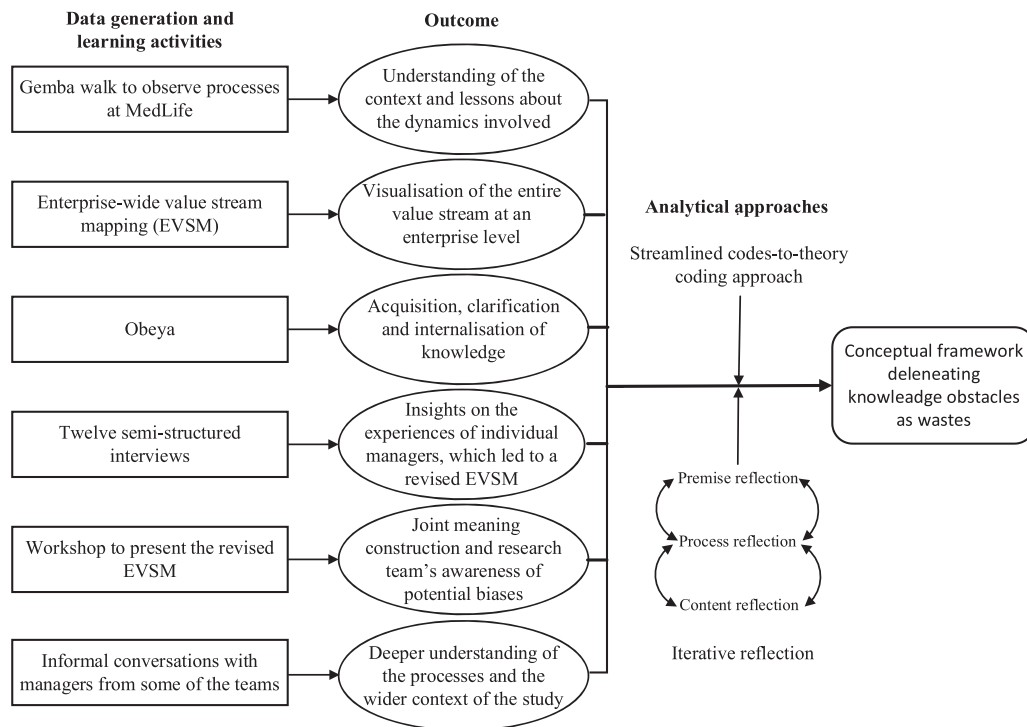 Data generation and
learning activities
Outcome
Gemba walk to observe processes
at MedLife
Understanding of the
context and lessons about
the dynamics involved
Enterprise-wide value stream
mapping (EVSM)
Visualisation of the entire
value stream at an
enterprise level
Obeya
Acquisition, clarification
and internalisation of
knowledge
Twelve semi-structured
interviews
Insights on the
experiences of individual
managers, which led to a
revised EVSM
Workshop to present the revised
EVSM
Joint meaning
construction and research
team's awareness of
potential biases
Informal conversations with
managers from some of the teams
Deeper understanding of
the processes and the
wider context of the study
Analytical approaches
Streamlined codes-to-theory
coding approach
Premise reflection
Process reflection
Content reflection
Iterative reflection
Conceptual framework
deleneating
knowleadge obstacles
as wastes